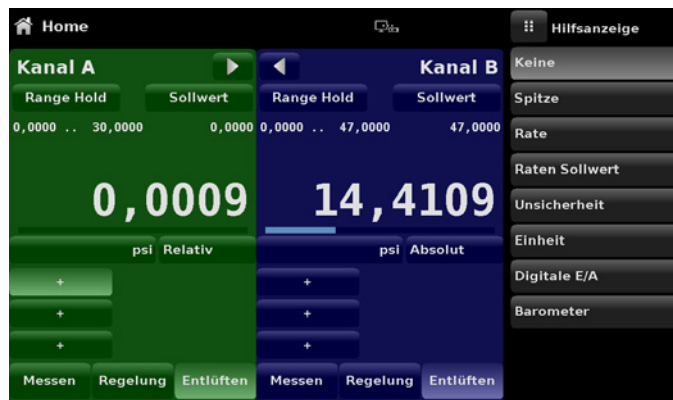 Home
Kanal A
Range Hold Sollwert
0,0000 .. 30,0000 0,0000
0,0009
psi Relativ
+
+
+
Messen Regelung Entlüften
Kanal B
Range Hold Sollwert
0,0000 .. 47,0000 47,0000
14,4109
psi Absolut
+
+
+
Messen Regelung Entlüften
Hilfsanzeige
Keine
Spitze
Rate
Raten Sollwert
Unsicherheit
Einheit
Digitale E/A
Barometer